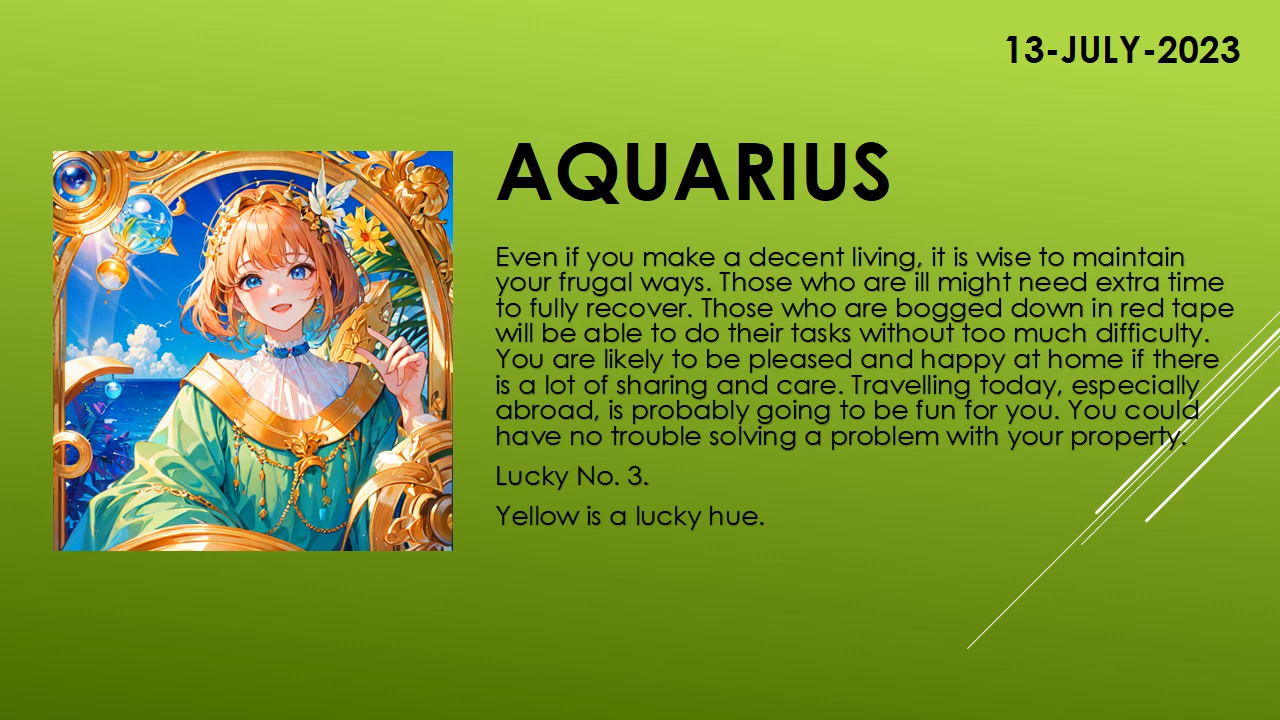 13-JULY-2023
AQUARIUS
Even if you make a decent living, it is wise to maintain
your frugal ways. Those who are ill might need extra time
to fully recover. Those who are bogged down in red tape
will be able to do their tasks without too much difficulty.
You are likely to be pleased and happy at home if there
is a lot of sharing and care. Travelling today, especially
abroad, is probably going to be fun for you. You could
have no trouble solving a problem with your property.
Lucky No. 3.
Yellow is a lucky hue.